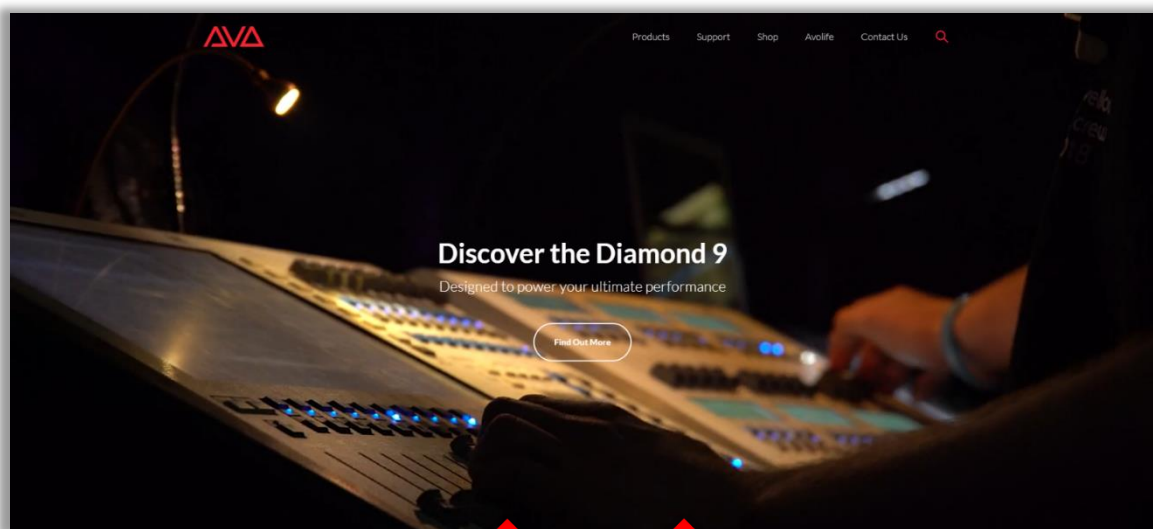 AVA
Products Support Shop Avolife Contact Us
Discover the Diamond 9
Designed to power your ultimate performance
Find Out More